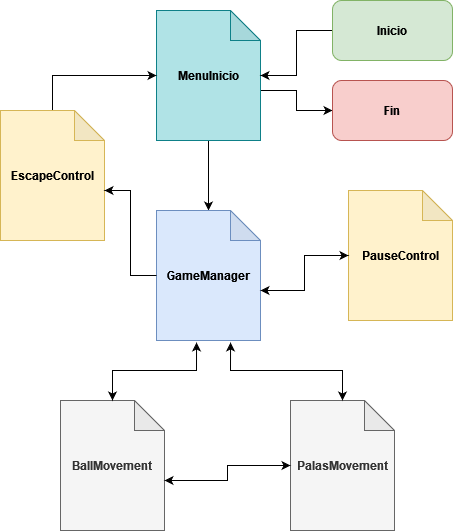 Inicio
MenuInicio
Fin
EscapeControl
PauseControl
GameManager
BallMovement
PalasMovement